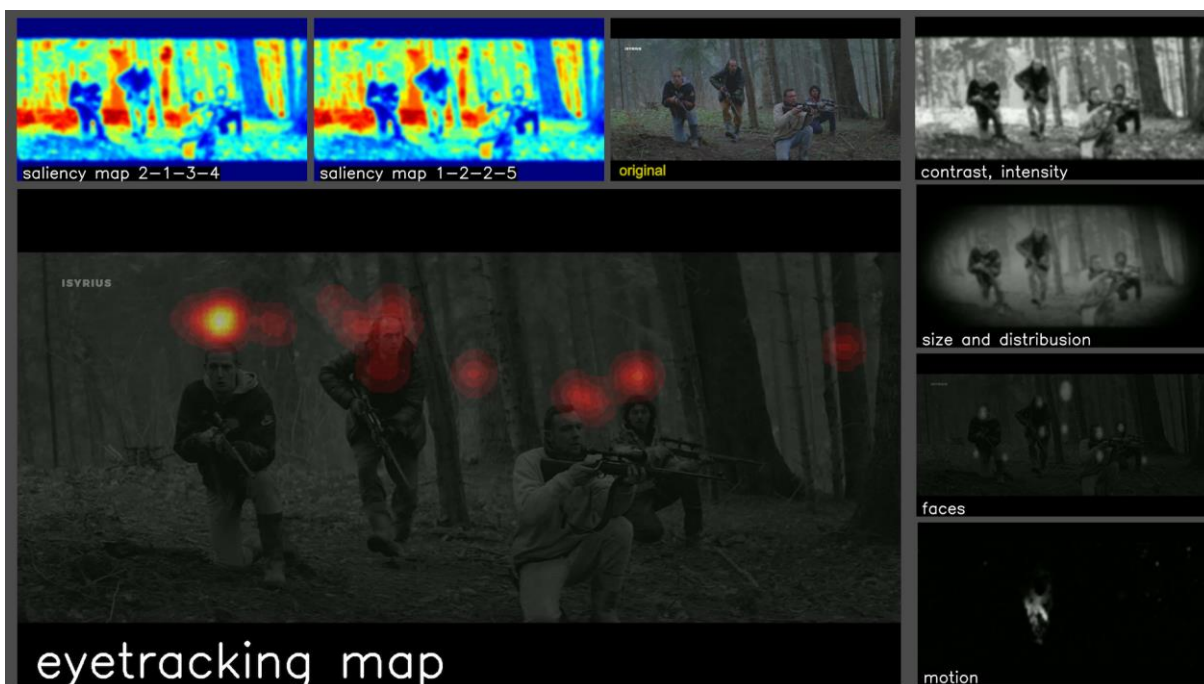 saliency map 2-1-3-4
saliency map 1-2-2-5
ISYRIUS
original
contrast, intensity
ISYRIUS
eyetracking map
size and distribusion
faces
motion